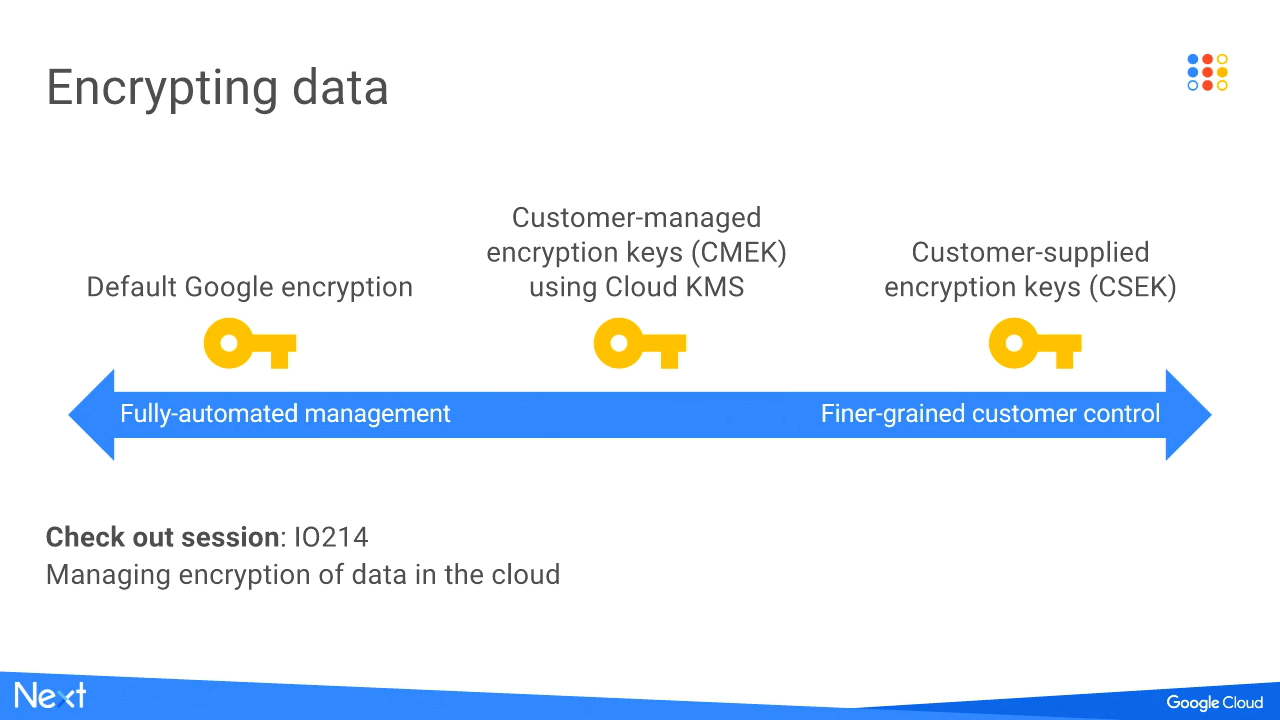 Encrypting data
Default Google encryption
Customer-managed
encryption keys (CMEK)
using Cloud KMS
Customer-supplied
encryption keys (CSEK)
Fully-automated management
Finer-grained customer control
Check out session: IO214
Managing encryption of data in the cloud
Next
Google Cloud